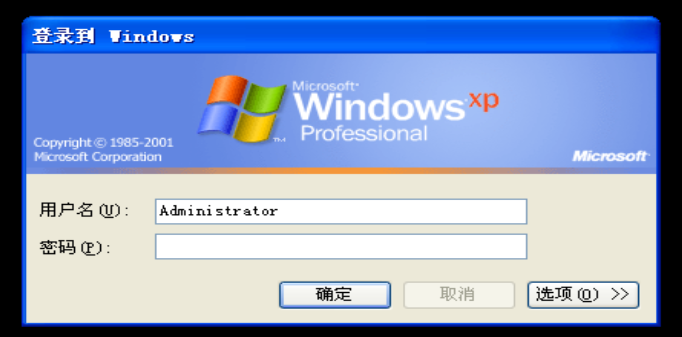 登录到 Windows
Microsoft®
Windows xp
Professional
Copyright © 1985-2001
Microsoft Corporation
Microsoft®
用户名(U):
Administrator
密码(P):
确定
取消
选项(O) >>